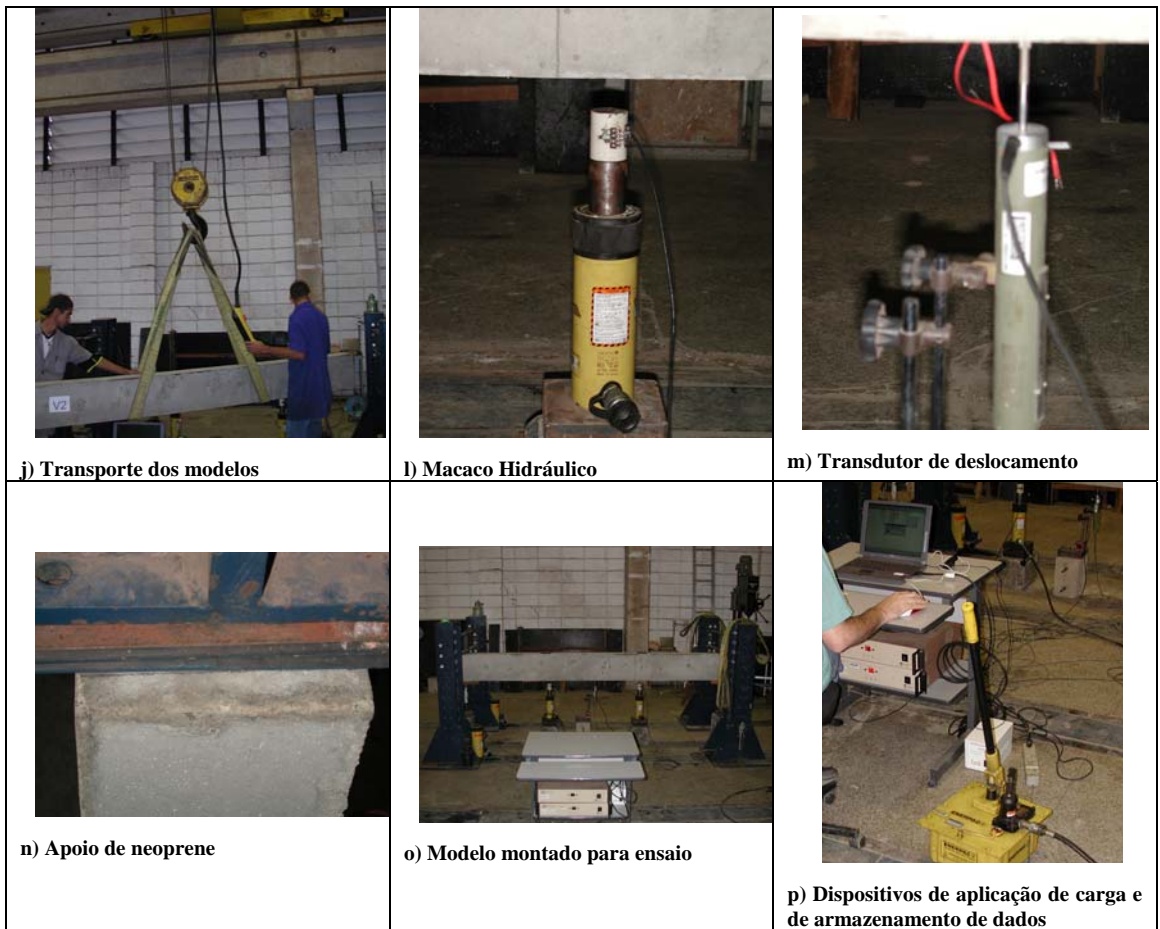 V2
j) Transporte dos modelos
l) Macaco Hidráulico
m) Transdutor de deslocamento
n) Apoio de neoprene
o) Modelo montado para ensaio
ENERPAC
p) Dispositivos de aplicação de carga e
de armazenamento de dados